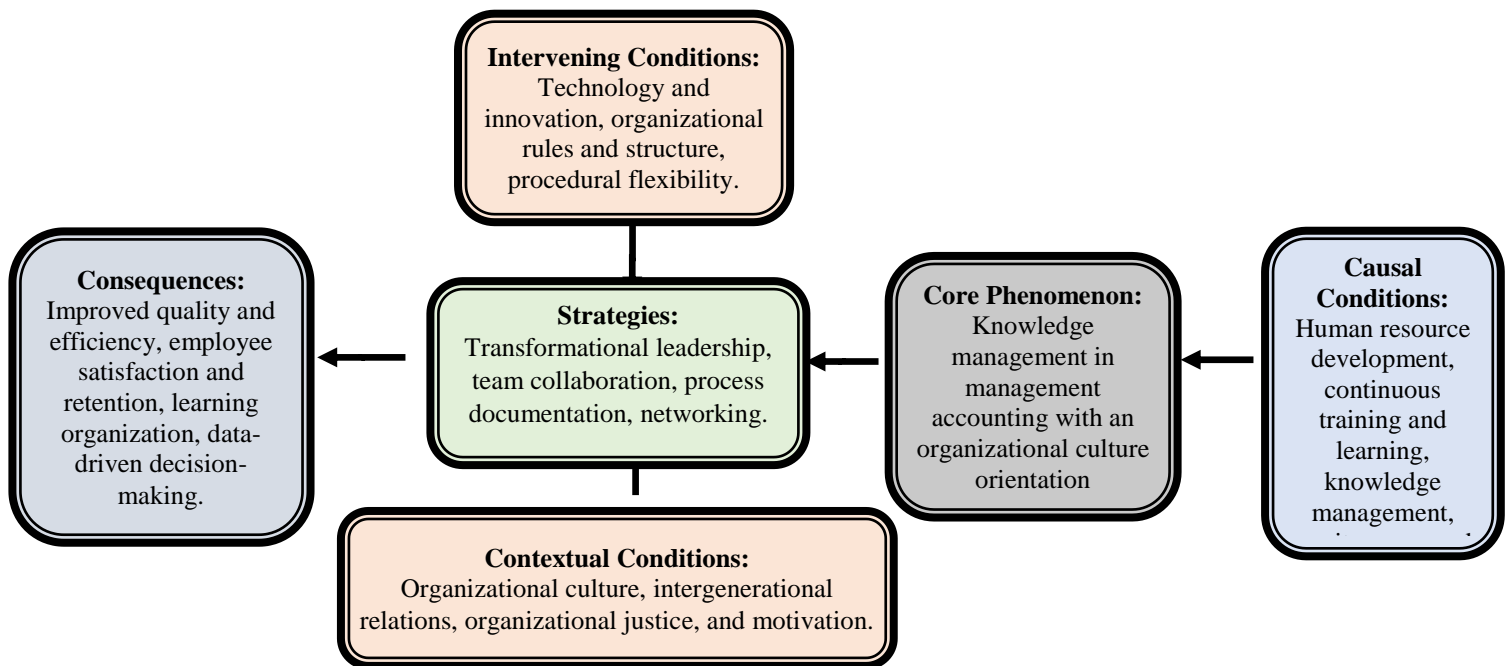 Intervening Conditions:
Technology and
innovation, organizational
rules and structure,
procedural flexibility.
Consequences:
Improved quality and
efficiency, employee
satisfaction and
retention, learning
organization, data-
driven decision-
making.
Strategies:
Transformational leadership,
team collaboration, process
documentation, networking.
Core Phenomenon:
Knowledge
management in
management
accounting with an
organizational culture
orientation
Causal
Conditions:
Human resource
development,
continuous
training and
learning,
knowledge
management,
Contextual Conditions:
Organizational culture, intergenerational
relations, organizational justice, and motivation.